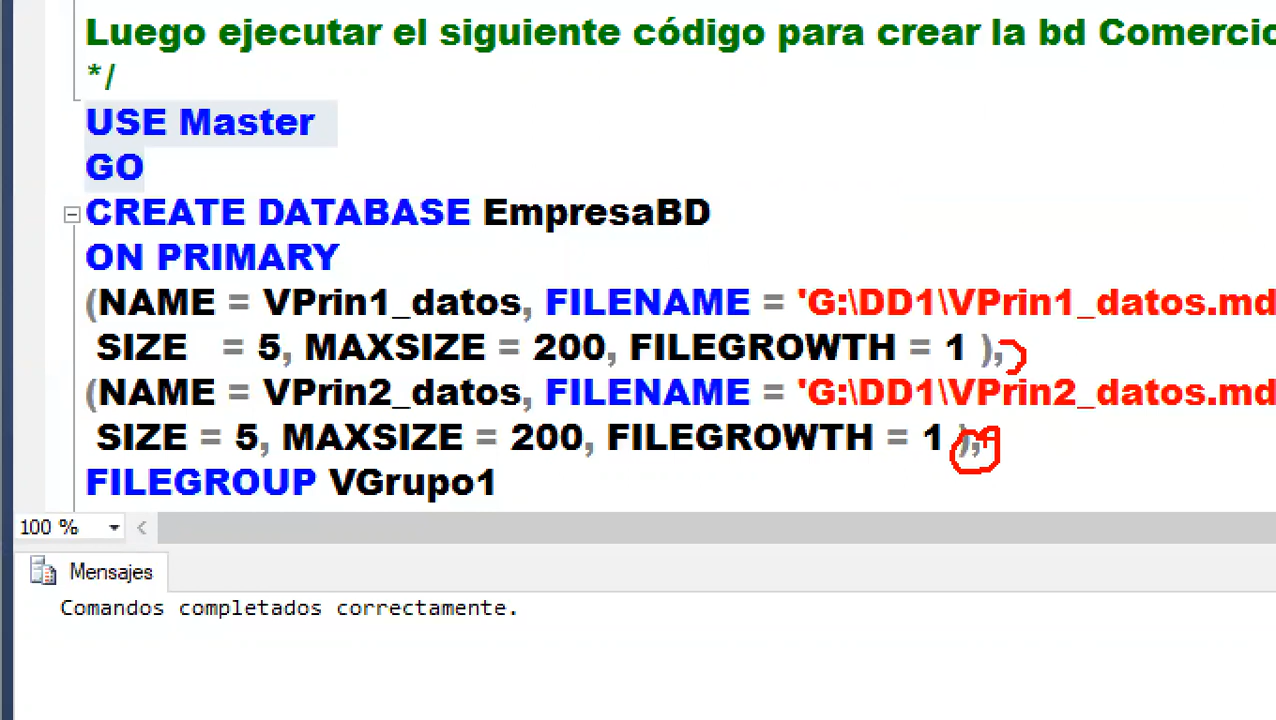 Luego ejecutar el siguiente código para crear la bd Comercio
*/
USE Master
GO
CREATE DATABASE EmpresaBD
ON PRIMARY
(NAME = VPrin1_datos, FILENAME = 'G:\DD1\VPrin1_datos.md
SIZE = 5, MAXSIZE = 200, FILEGROWTH = 1 ),
(NAME = VPrin2_datos, FILENAME = 'G:\DD1\VPrin2_datos.md
SIZE = 5, MAXSIZE = 200, FILEGROWTH = 1 ),
FILEGROUP VGrupo1
100 %
Mensajes
Comandos completados correctamente.